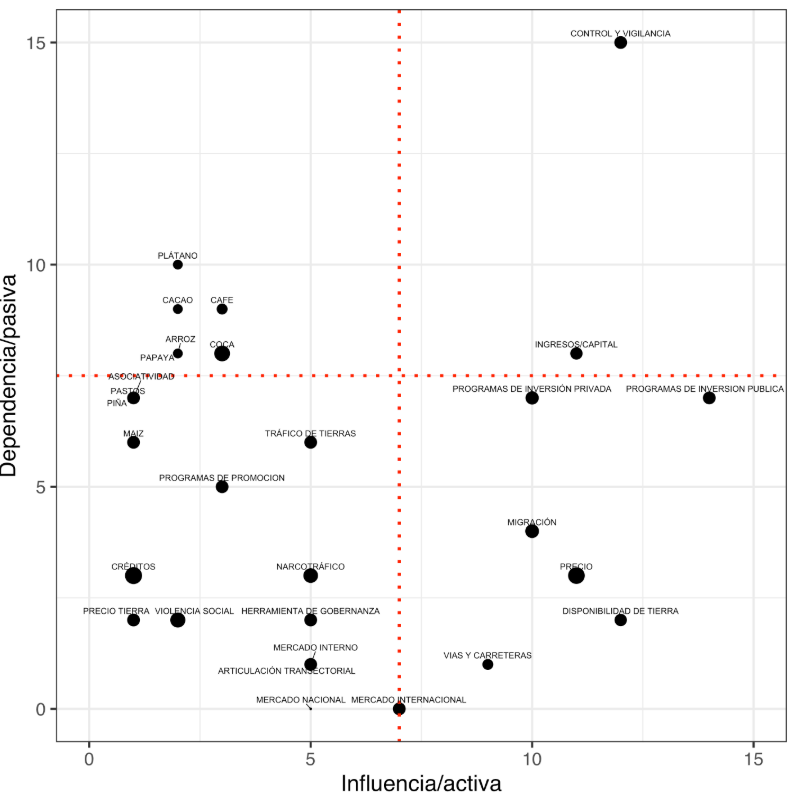 CONTROL Y VIGILANCIA
15
PLÁTANO
10
CACAO
CAFE
ARROZ
COCA
PAPAYA
INGRESOS/CAPITAL
ASOCIATIVIDAD
PASTOS
PIÑA
PROGRAMAS DE INVERSIÓN PRIVADA
PROGRAMAS DE INVERSION PUBLICA
MAIZ
TRÁFICO DE TIERRAS
PROGRAMAS DE PROMOCION
5
MIGRACIÓN
CRÉDITOS
NARCOTRÁFICO
PRECIO
PRECIO TIERRA
VIOLENCIA SOCIAL
HERRAMIENTA DE GOBERNANZA
DISPONIBILIDAD DE TIERRA
MERCADO INTERNO
VIAS Y CARRETERAS
ARTICULACIÓN TRANSECTORIAL
MERCADO NACIONAL
MERCADO INTERNACIONAL
0
0
5
10
15
Influencia/activa
Dependencia/pasiva